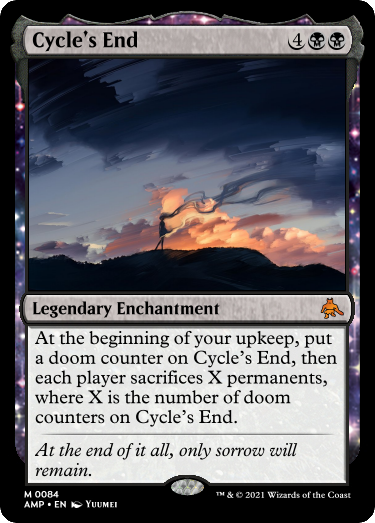 Cycle's End 4
Legendary Enchantment
At the beginning of your upkeep, put
a doom counter on Cycle's End, then
each player sacrifices X permanents,
where X is the number of doom
counters on Cycle's End.
At the end of it all, only sorrow will
remain.
M 0084
AMP • EN Yuumei
™ & © 2021 Wizards of the Coast